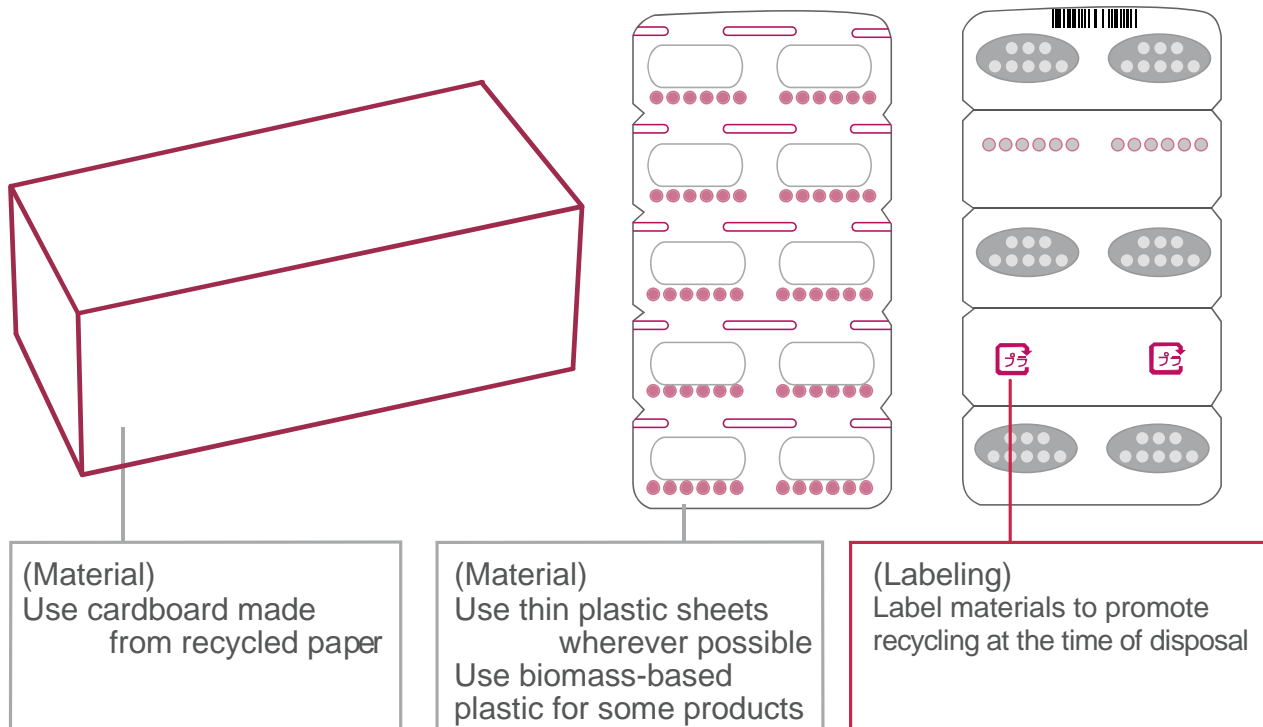 プラ
プラ
(Material)
Use cardboard made
from recycled paper
(Material)
Use thin plastic sheets
wherever possible
Use biomass-based
plastic for some products
(Labeling)
Label materials to promote
recycling at the time of disposal